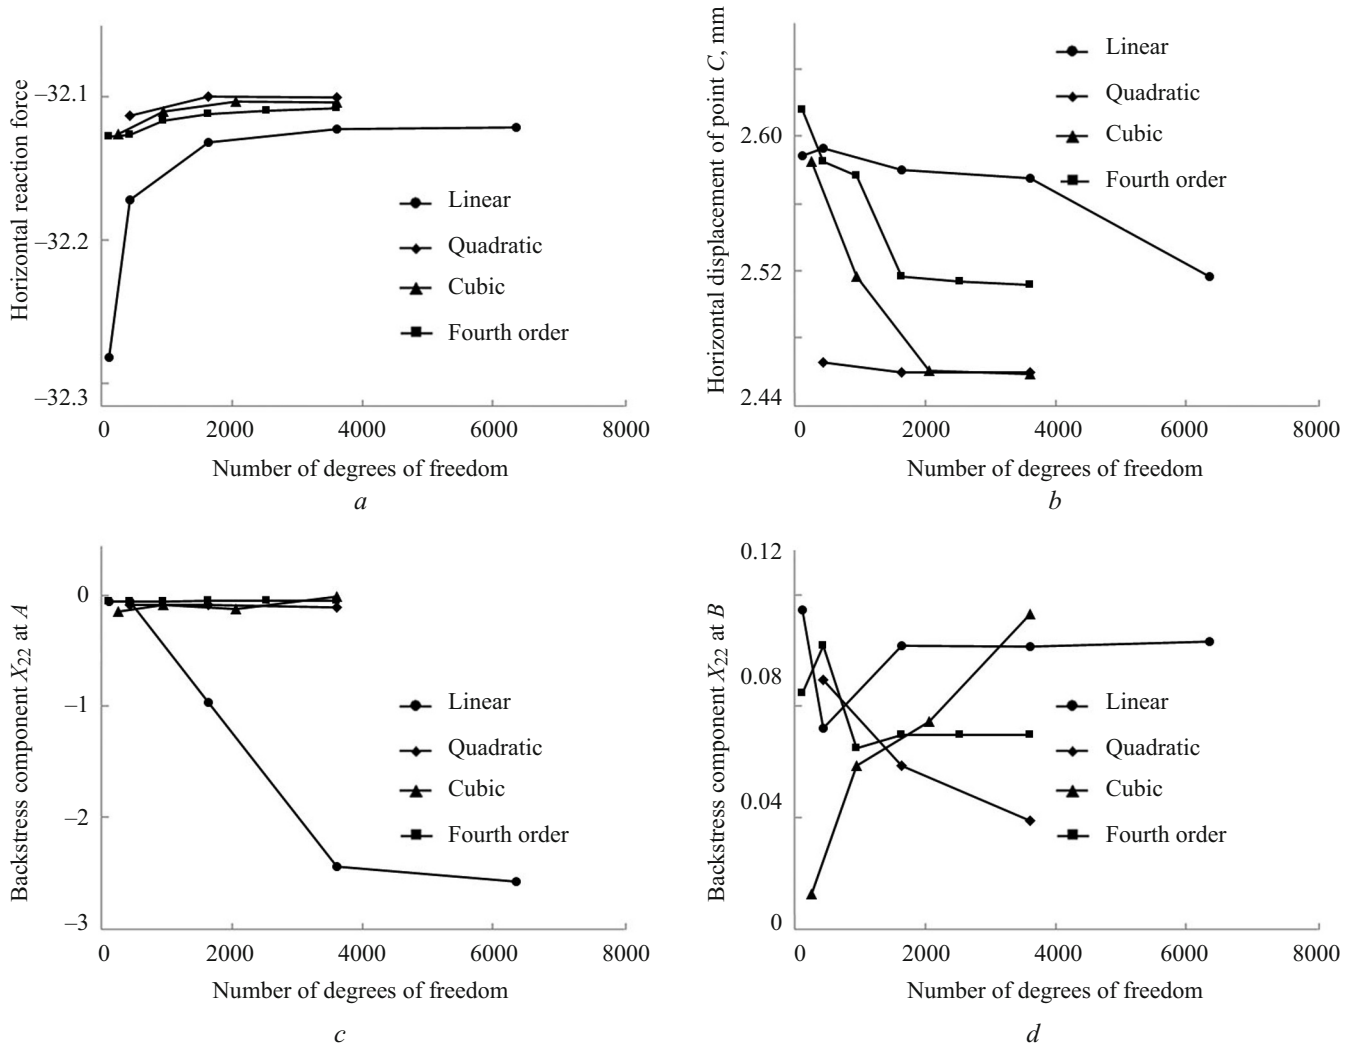 Horizontal reaction force
−32.1
−32.2
−32.3
Linear
Quadratic
Cubic
Fourth order
0 2000 4000 6000 8000
Number of degrees of freedom
a
Horizontal displacement of point C, mm
2.60
2.52
2.44
Linear
Quadratic
Cubic
Fourth order
0 2000 4000 6000 8000
Number of degrees of freedom
b
Backstress component X22 at A
0
−1
−2
−3
Linear
Quadratic
Cubic
Fourth order
0 2000 4000 6000 8000
Number of degrees of freedom
c
Backstress component X22 at B
0.12
0.08
0.04
0
Linear
Quadratic
Cubic
Fourth order
0 2000 4000 6000 8000
Number of degrees of freedom
d